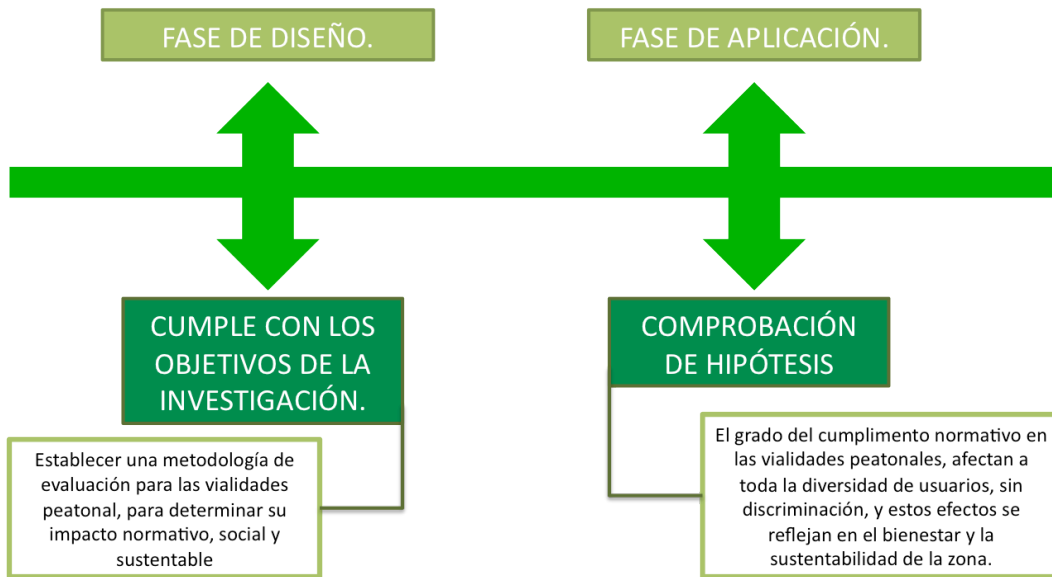 FASE DE DISEÑO.
FASE DE APLICACIÓN.
CUMPLE CON LOS
OBJETIVOS DE LA
INVESTIGACIÓN.
COMPROBACIÓN
DE HIPÓTESIS
Establecer una metodología de
evaluación para las vialidades
peatonal, para determinar su
impacto normativo, social y
sustentable
El grado del cumplimento normativo en
las vialidades peatonales, afectan a
toda la diversidad de usuarios, sin
discriminación, y estos efectos se
reflejan en el bienestar y la
sustentabilidad de la zona.